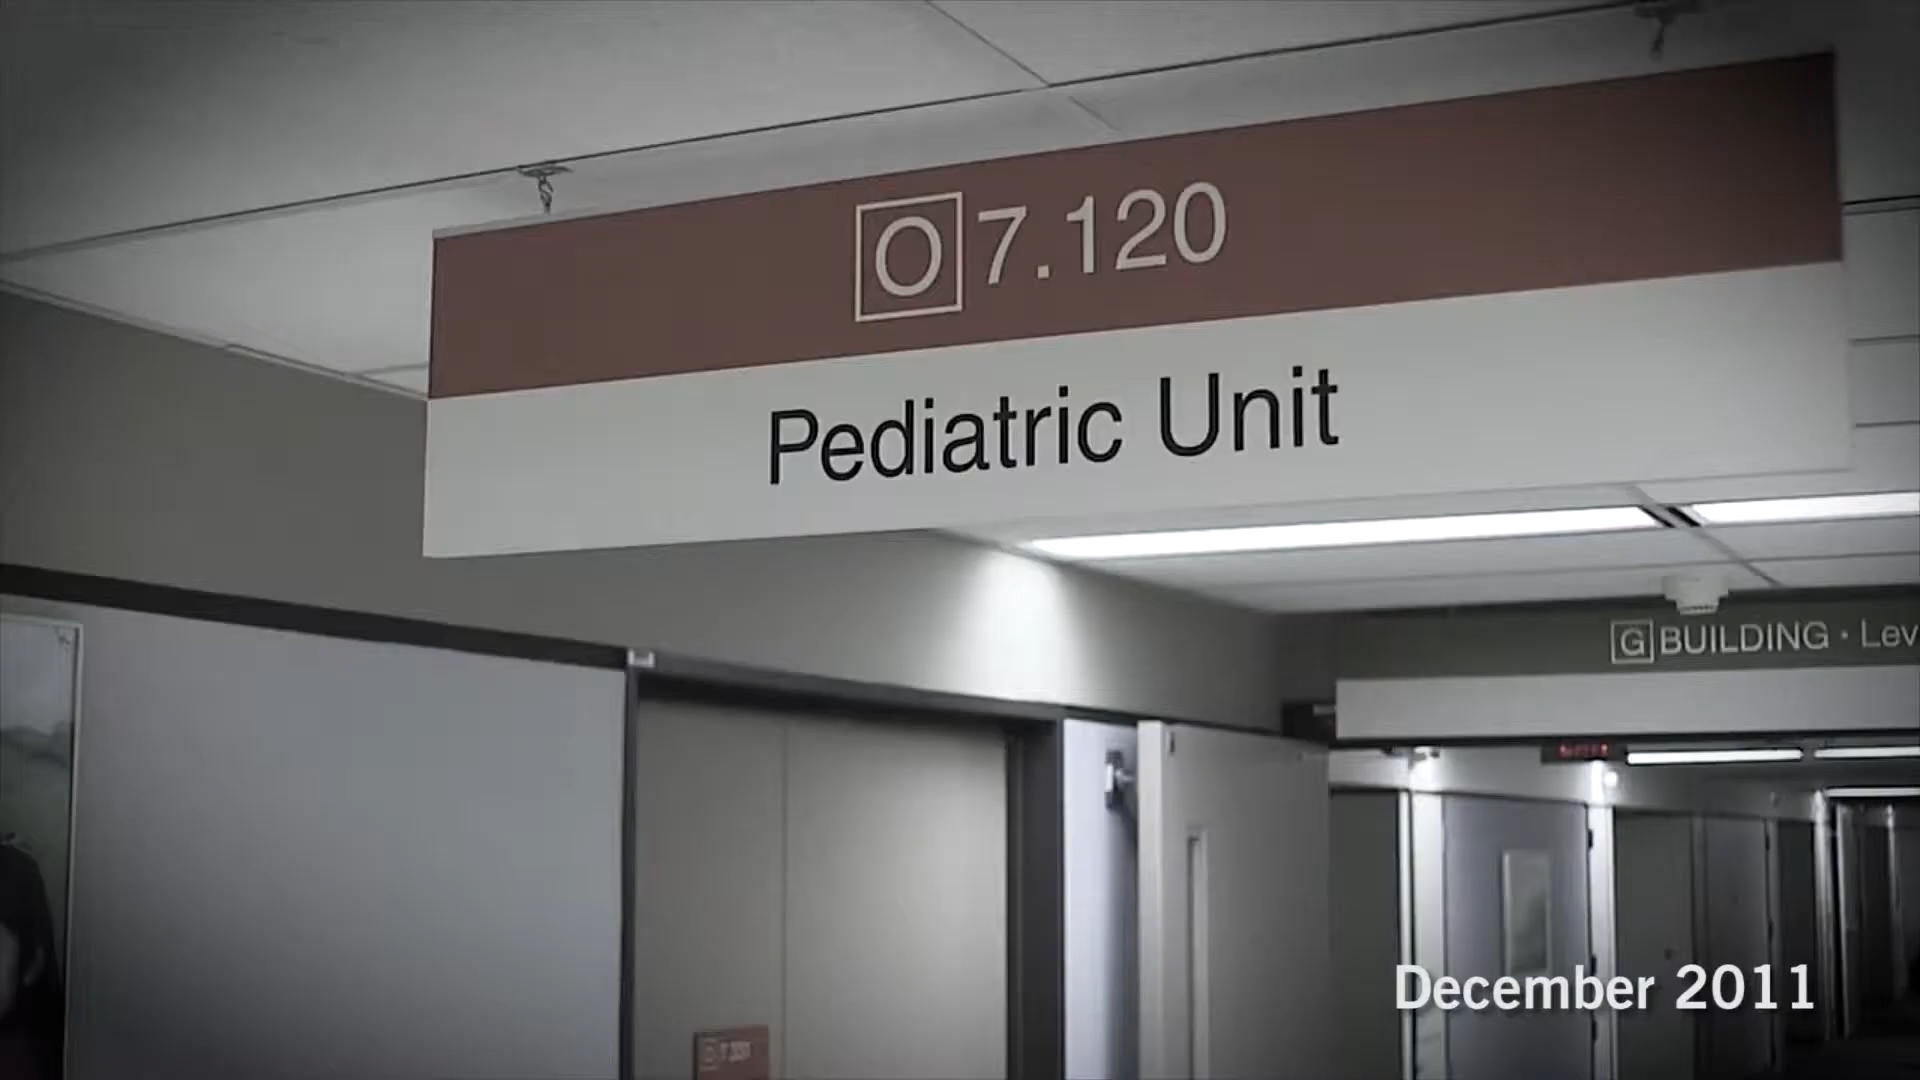 O 7.120
Pediatric Unit
G BUILDING · Lev
December 2011